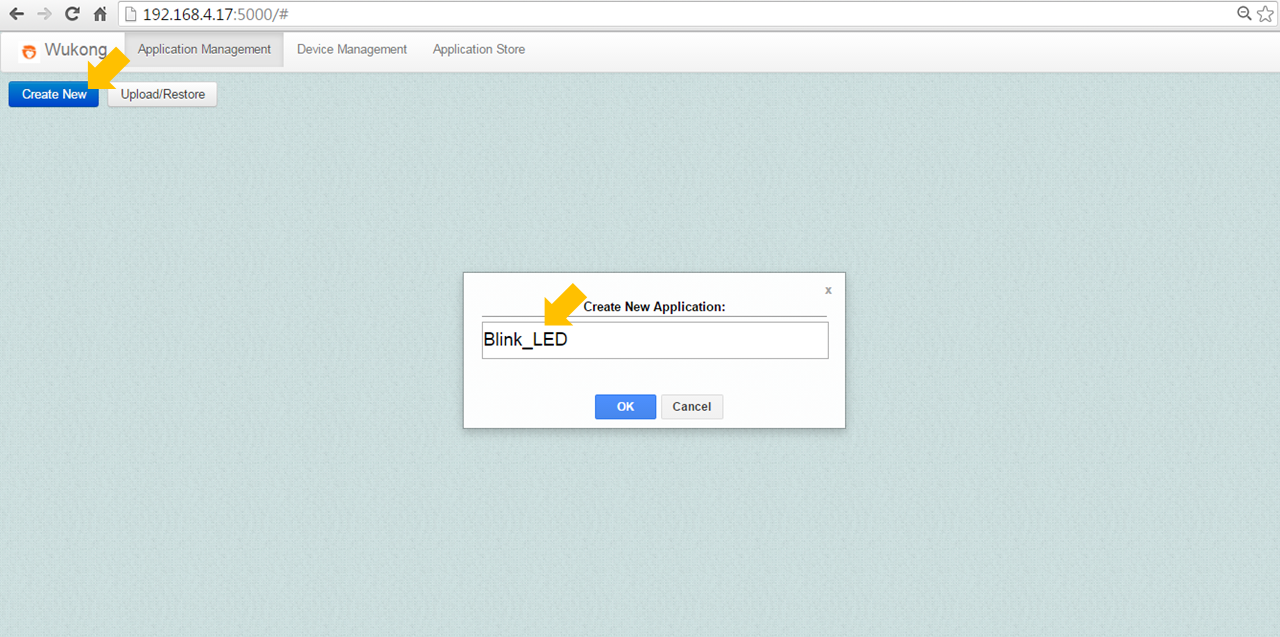 192.168.4.17:5000/#
Wukong Application Management Device Management Application Store
Create New Upload/Restore
x
Create New Application:
Blink_LED
OK Cancel